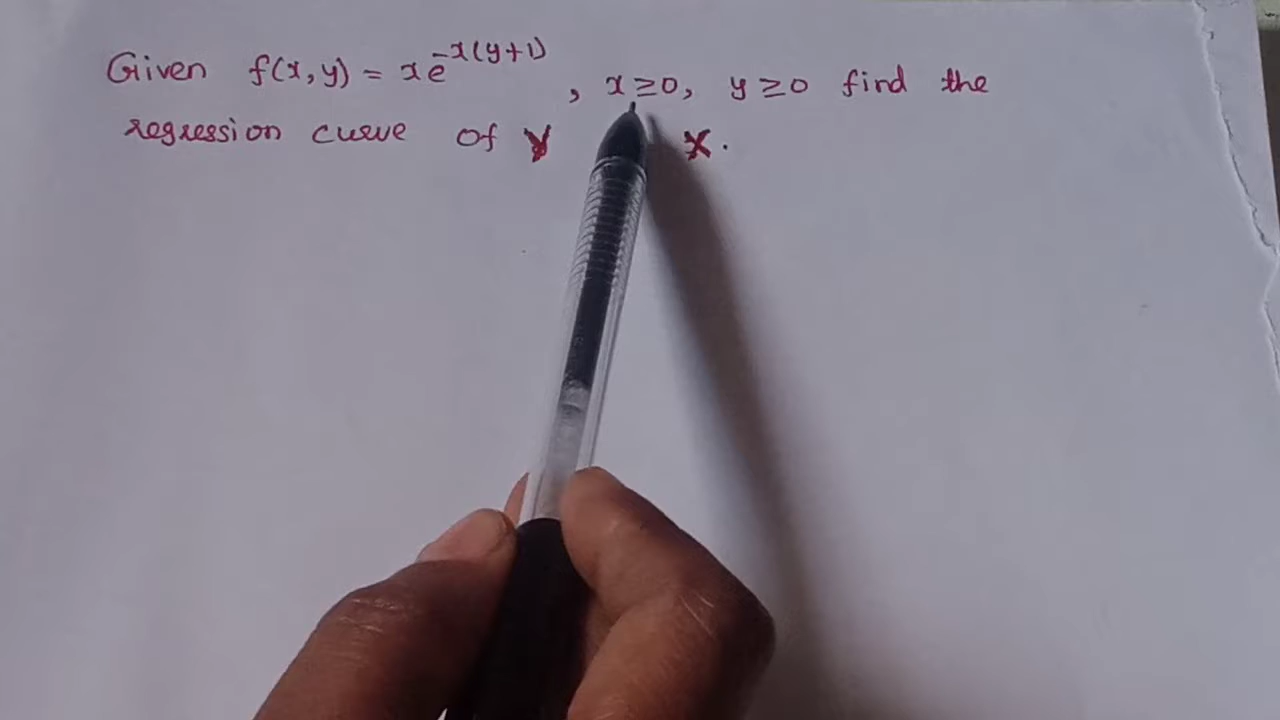 Given f(x,y) = xe^{-x(y+1)}, x ≥ 0, y ≥ 0 find the
regression curve of Y X.